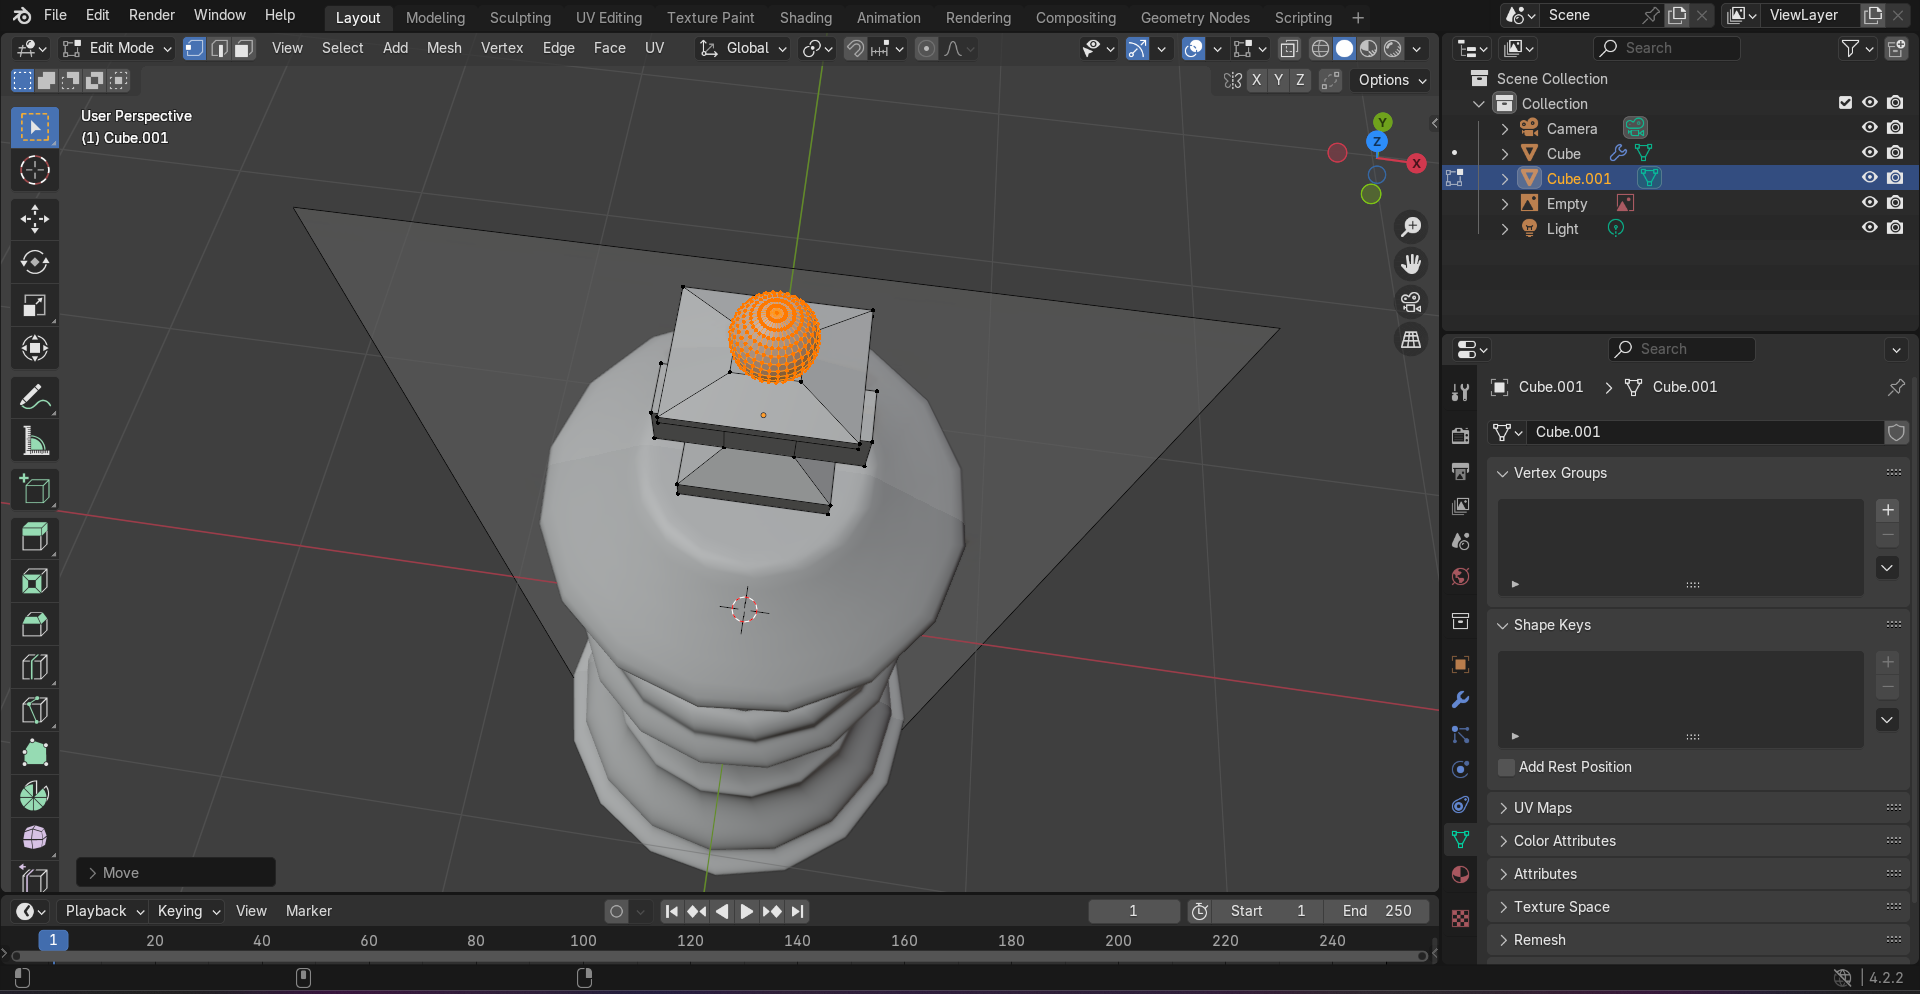 File Edit Render Window Help Layout Modeling Sculpting UV Editing Texture Paint Shading Animation Rendering Compositing Geometry Nodes Scripting Scene ViewLayer
Edit Mode View Select Add Mesh Vertex Edge Face UV Global Search
X Y Z Options
Scene Collection
User Perspective
(1) Cube.001
Collection
Camera
Cube
Cube.001
Empty
Light
Y
Z
X
Search
Cube.001 Cube.001
Cube.001
Vertex Groups
Shape Keys
Add Rest Position
UV Maps
Color Attributes
Move
Attributes
Playback Keying View Marker 1 Start 1 End 250
Texture Space
1 20 40 60 80 100 120 140 160 180 200 220 240
Remesh
4.2.2